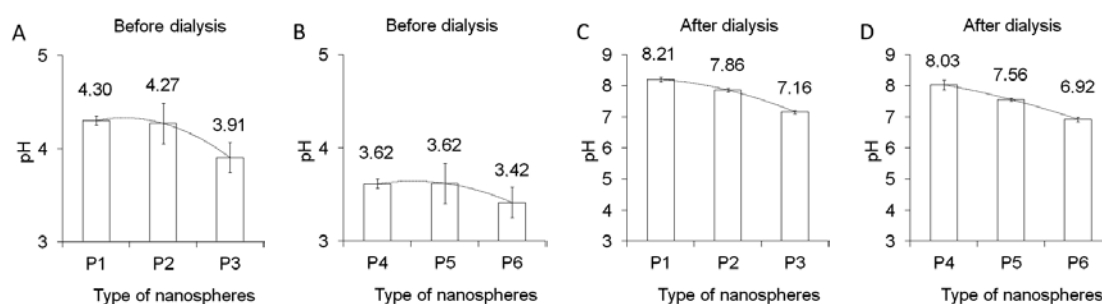 A
Before dialysis
5
4
3
pH
4.30
4.27
3.91
P1 P2 P3
Type of nanospheres
B
Before dialysis
5
4
3
pH
3.62
3.62
3.42
P4 P5 P6
Type of nanospheres
C
After dialysis
9
8
7
6
5
4
3
pH
8.21
7.86
7.16
P1 P2 P3
Type of nanospheres
D
After dialysis
9
8
7
6
5
4
3
pH
8.03
7.56
6.92
P4 P5 P6
Type of nanospheres